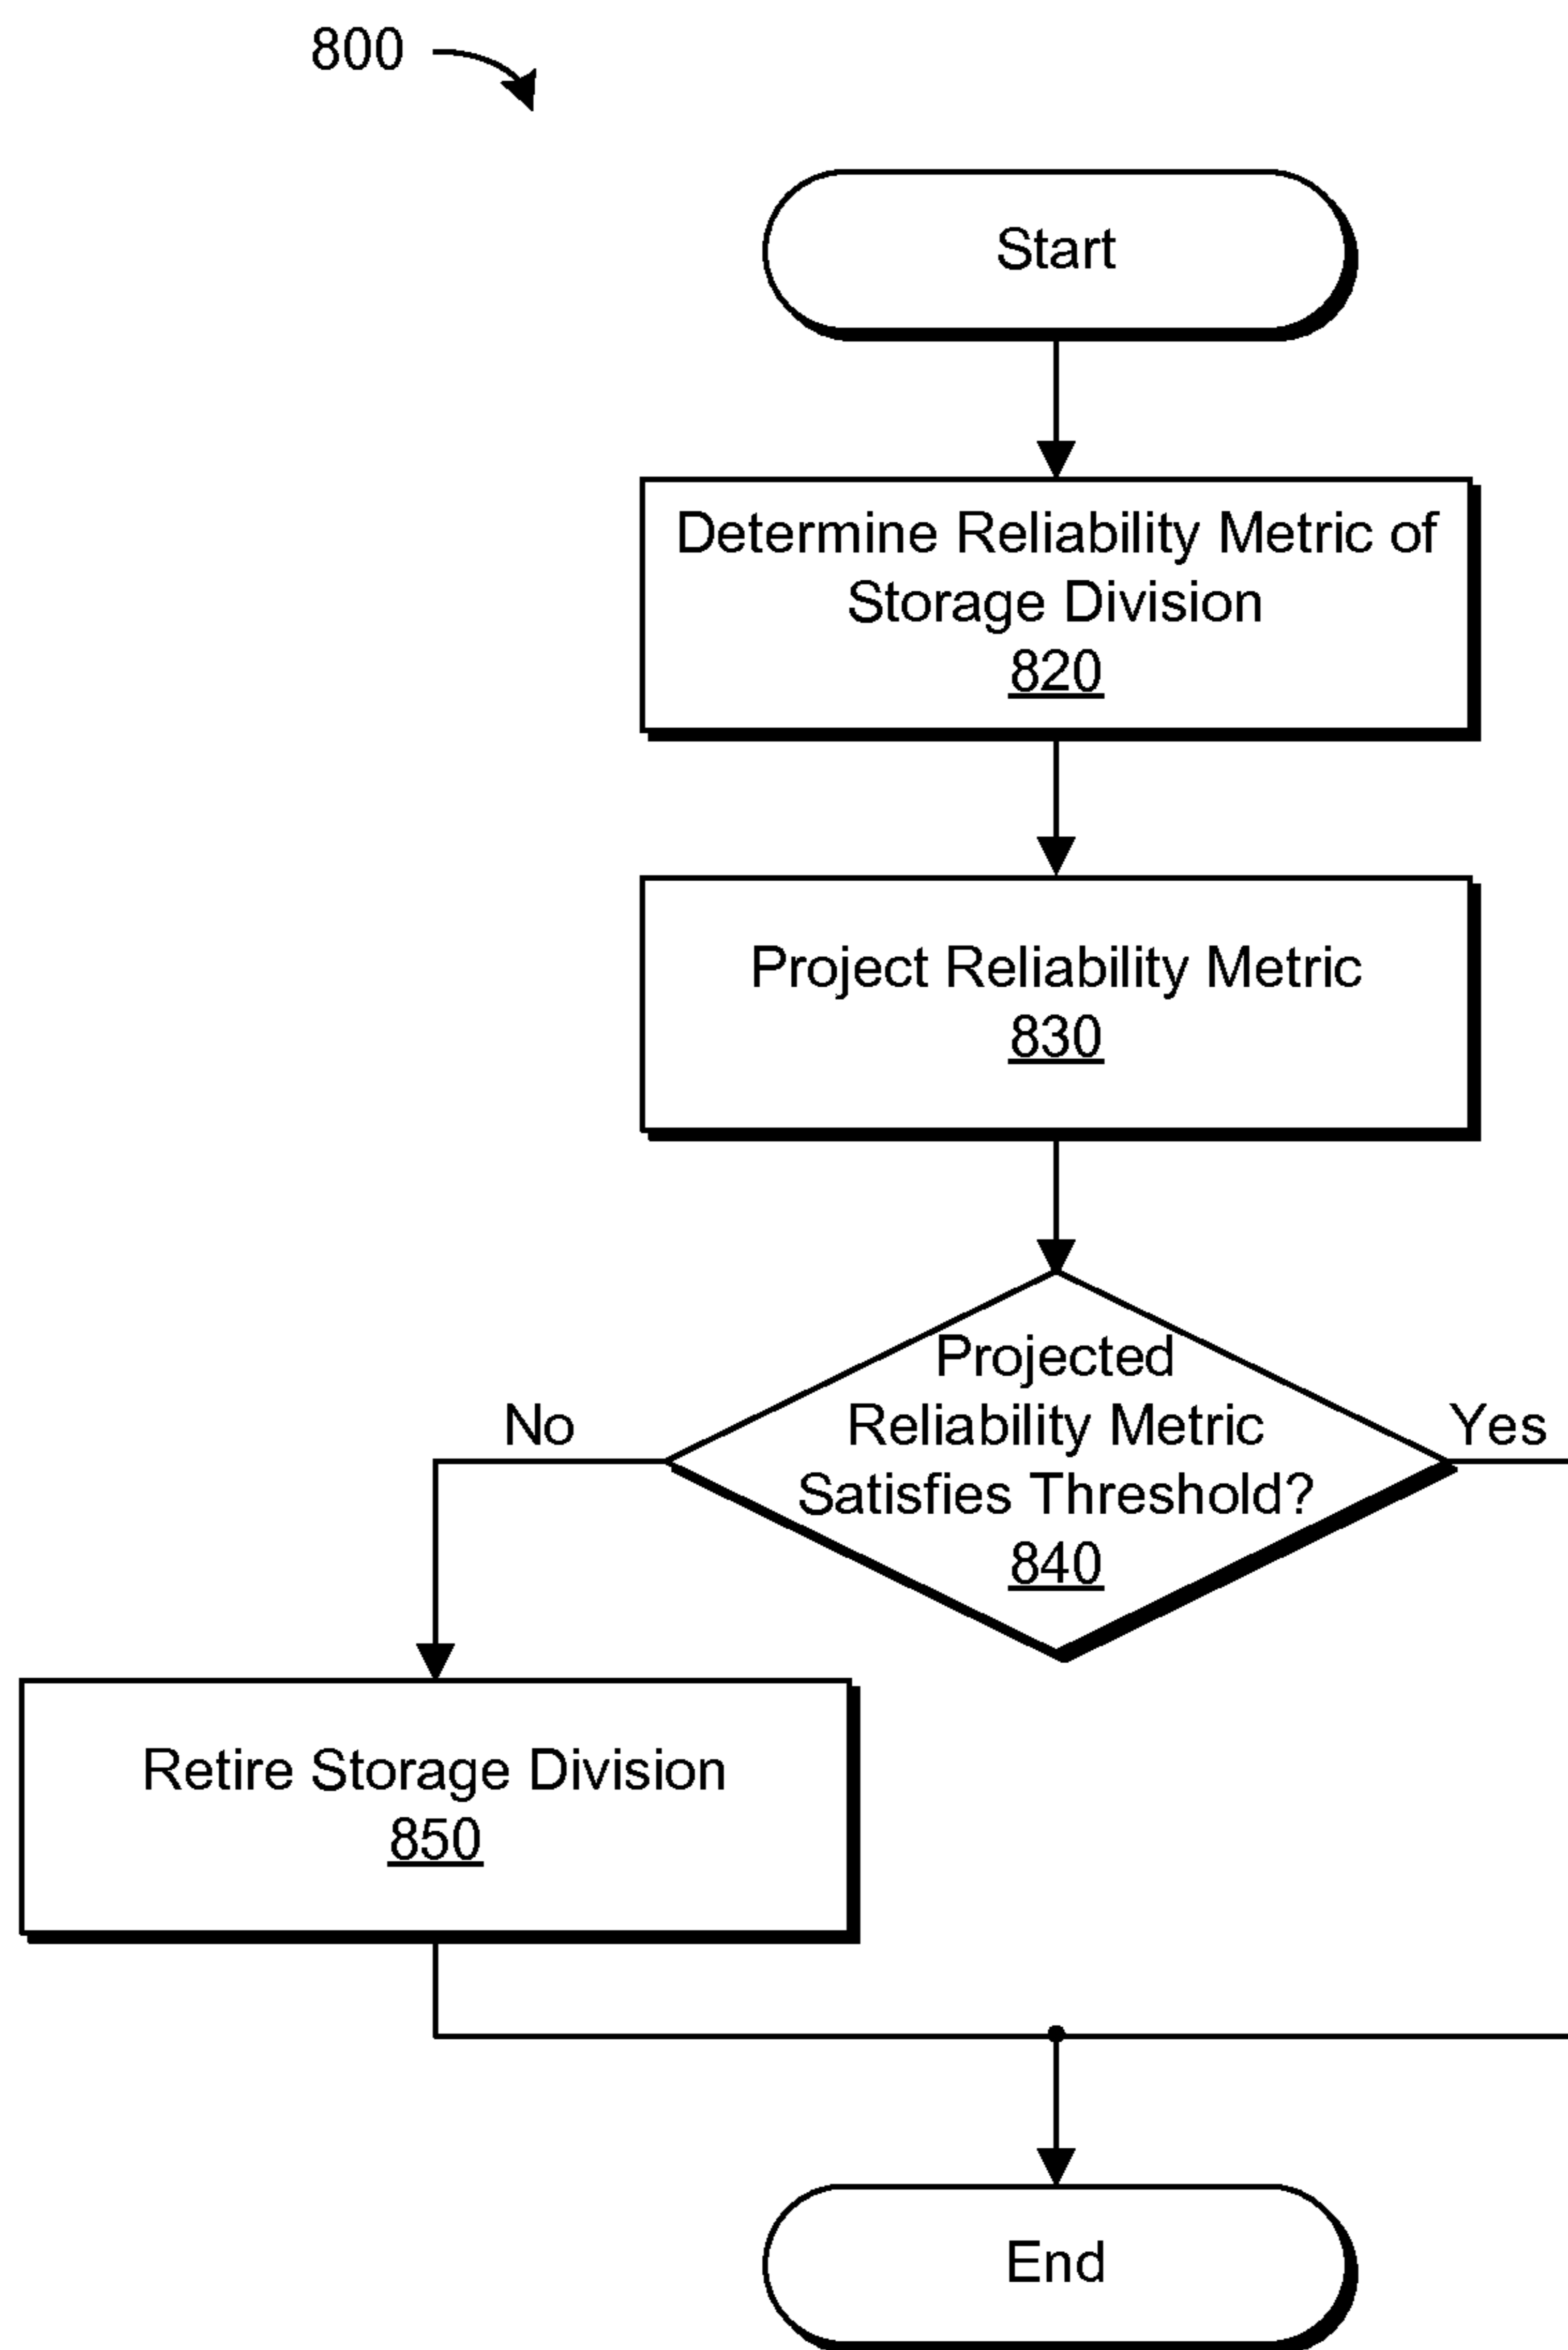 800
Start
Determine Reliability Metric of
Storage Division
820
Project Reliability Metric
830
Projected
Reliability Metric
Satisfies Threshold?
840
No
Yes
Retire Storage Division
850
End